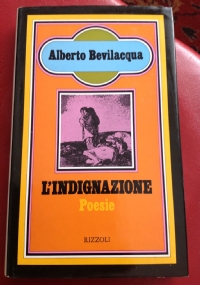 Alberto Bevilacqua
L'INDIGNAZIONE
Poesie
RIZZOLI